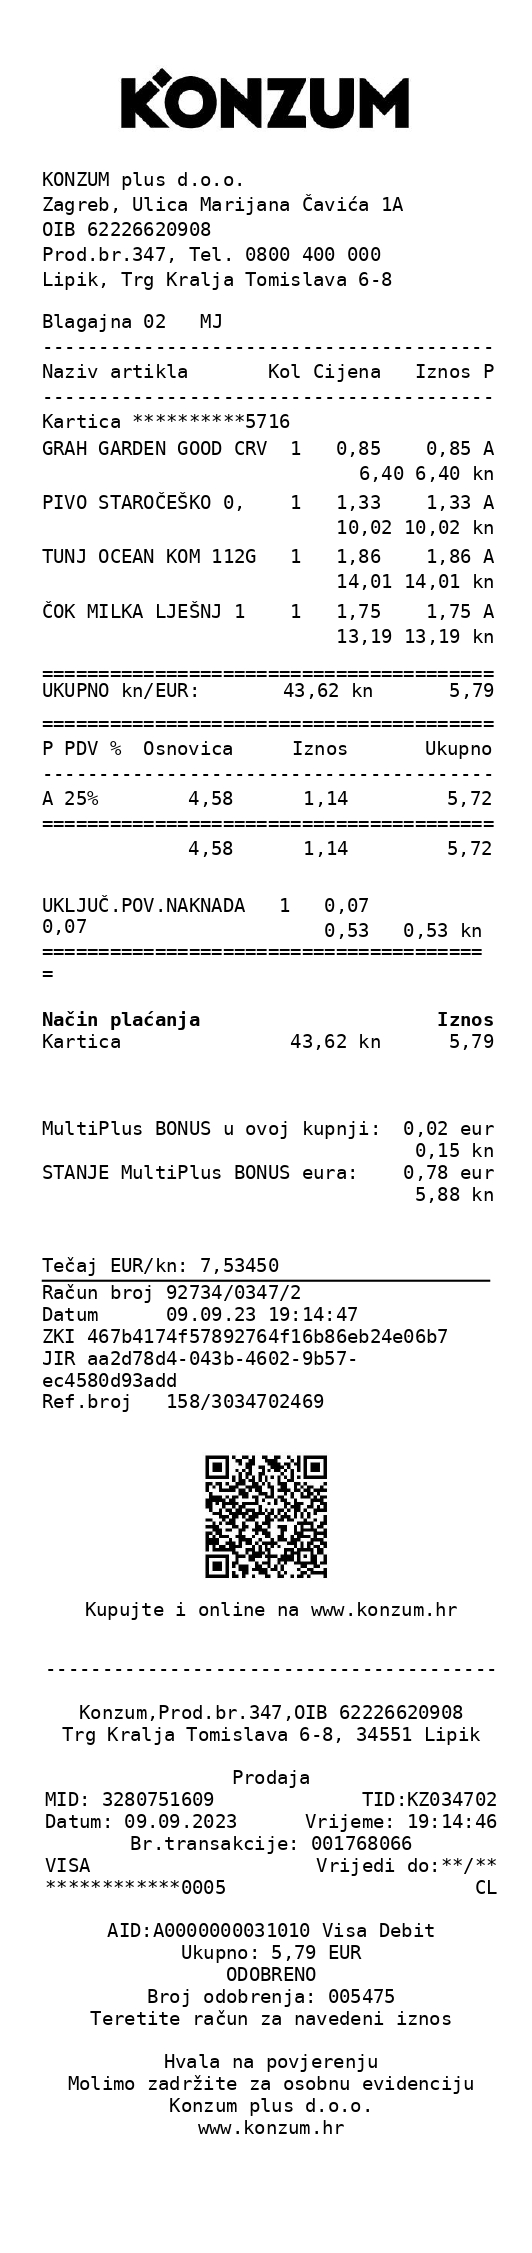 KONZUM
KONZUM plus d.o.o.
Zagreb, Ulica Marijana Čavića 1A
OIB 62226620908
Prod.br.347, Tel. 0800 400 000
Lipik, Trg Kralja Tomislava 6-8
Blagajna 02   MJ
----------------------------------------
Naziv artikla       Kol Cijena   Iznos P
----------------------------------------
Kartica **********5716
GRAH GARDEN GOOD CRV  1   0,85    0,85 A
6,40 6,40 kn
PIVO STAROČEŠKO 0,    1   1,33    1,33 A
10,02 10,02 kn
TUNJ OCEAN KOM 112G   1   1,86    1,86 A
14,01 14,01 kn
ČOK MILKA LJEŠNJ 1    1   1,75    1,75 A
13,19 13,19 kn
========================================
UKUPNO kn/EUR:       43,62 kn       5,79
========================================
P PDV %  Osnovica     Iznos       Ukupno
----------------------------------------
A 25%        4,58      1,14         5,72
========================================
4,58      1,14         5,72
UKLJUČ.POV.NAKNADA   1   0,07
0,07                     0,53   0,53 kn
=======================================
=
Način plaćanja                     Iznos
Kartica               43,62 kn      5,79
MultiPlus BONUS u ovoj kupnji:  0,02 eur
0,15 kn
STANJE MultiPlus BONUS eura:    0,78 eur
5,88 kn
Tečaj EUR/kn: 7,53450
Račun broj 92734/0347/2
Datum      09.09.23 19:14:47
ZKI 467b4174f57892764f16b86eb24e06b7
JIR aa2d78d4-043b-4602-9b57-
ec4580d93add
Ref.broj   158/3034702469
Kupujte i online na www.konzum.hr
----------------------------------------
Konzum,Prod.br.347,OIB 62226620908
Trg Kralja Tomislava 6-8, 34551 Lipik
Prodaja
MID: 3280751609             TID:KZ034702
Datum: 09.09.2023      Vrijeme: 19:14:46
Br.transakcije: 001768066
VISA                    Vrijedi do:**/**
************0005                      CL
AID:A0000000031010 Visa Debit
Ukupno: 5,79 EUR
ODOBRENO
Broj odobrenja: 005475
Teretite račun za navedeni iznos
Hvala na povjerenju
Molimo zadržite za osobnu evidenciju
Konzum plus d.o.o.
www.konzum.hr